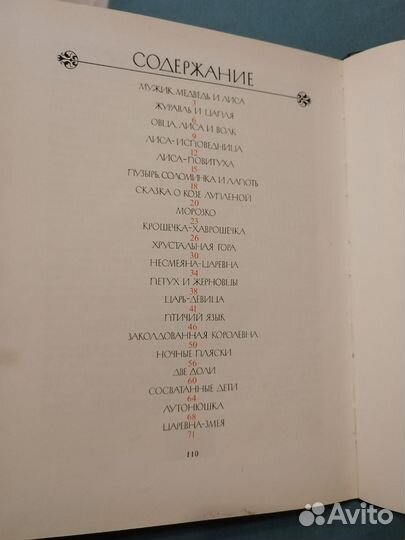 СОДЕРЖАНИЕ
МУЖИК, МЕДВЕДЬ И ЛИСА
3
ЖУРАВЛЬ И ЦАПЛЯ
6
ОВЦА, ЛИСА И ВОЛК
9
ЛИСА-ИСПОВЕДНИЦА
12
ЛИСА-ПОВИТУХА
15
ПУЗЫРЬ, СОЛОМИНКА И ЛАПОТЬ
18
СКАЗКА О КОЗЕ ЛУПЛЕНОЙ
20
МОРОЗКО
23
КРОШЕЧКА-ХАВРОШЕЧКА
26
ХРУСТАЛЬНАЯ ГОРА
30
НЕСМЕЯНА-ЦАРЕВНА
34
ПЕТУХ И ЖЕРНОВЦЫ
38
ЦАРЬ-ДЕВИЦА
41
ПТИЧИЙ ЯЗЫК
46
ЗАКОЛДОВАННАЯ КОРОЛЕВНА
50
НОЧНЫЕ ПЛЯСКИ
56
ДВЕ ДОЛИ
60
СОСВАТАННЫЕ ДЕТИ
64
ЛУТОНЮШКА
68
ЦАРЕВНА-ЗМЕЯ
71
110
Avito